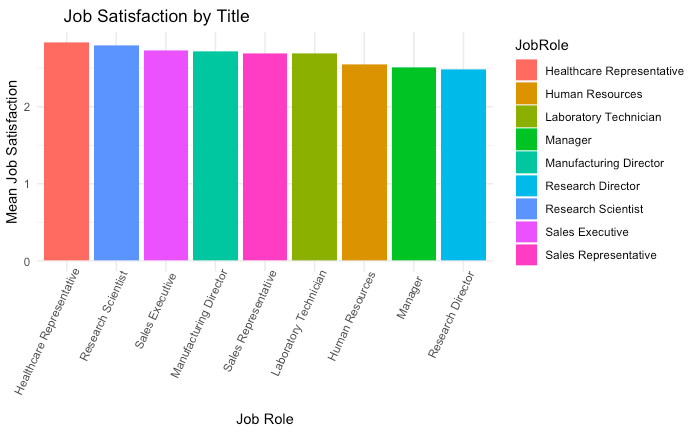 Job Satisfaction by Title
Mean Job Satisfaction
2
1
0
Healthcare Representative
Research Scientist
Sales Executive
Manufacturing Director
Sales Representative
Laboratory Technician
Human Resources
Manager
Research Director
Job Role
JobRole
Healthcare Representative
Human Resources
Laboratory Technician
Manager
Manufacturing Director
Research Director
Research Scientist
Sales Executive
Sales Representative